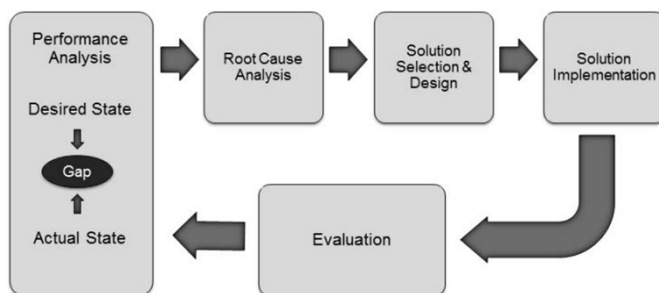 Performance
Analysis
Desired State
Gap
Actual State
Root Cause
Analysis
Solution
Selection &
Design
Solution
Implementation
Evaluation